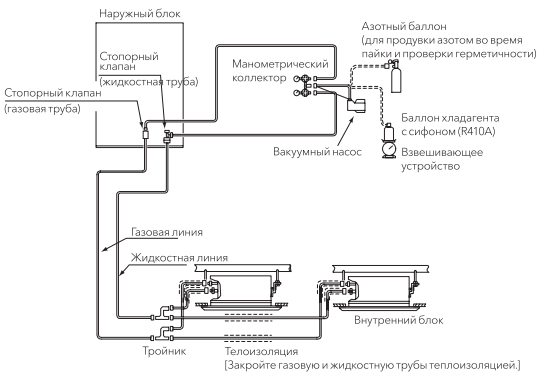 Наружный блок
Стопорный
клапан
(жидкостная труба)
Стопорный клапан
(газовая труба)
Манометрический
коллектор
Азотный баллон
(для продувки азотом во время
пайки и проверки герметичности)
Баллон хладагента
с сифоном (R410A)
Вакуумный насос
Взвешивающее
устройство
Газовая линия
Жидкостная линия
Внутренний блок
Тройник
Телоизоляция
[Закройте газовую и жидкостную трубы теплоизоляцией.]